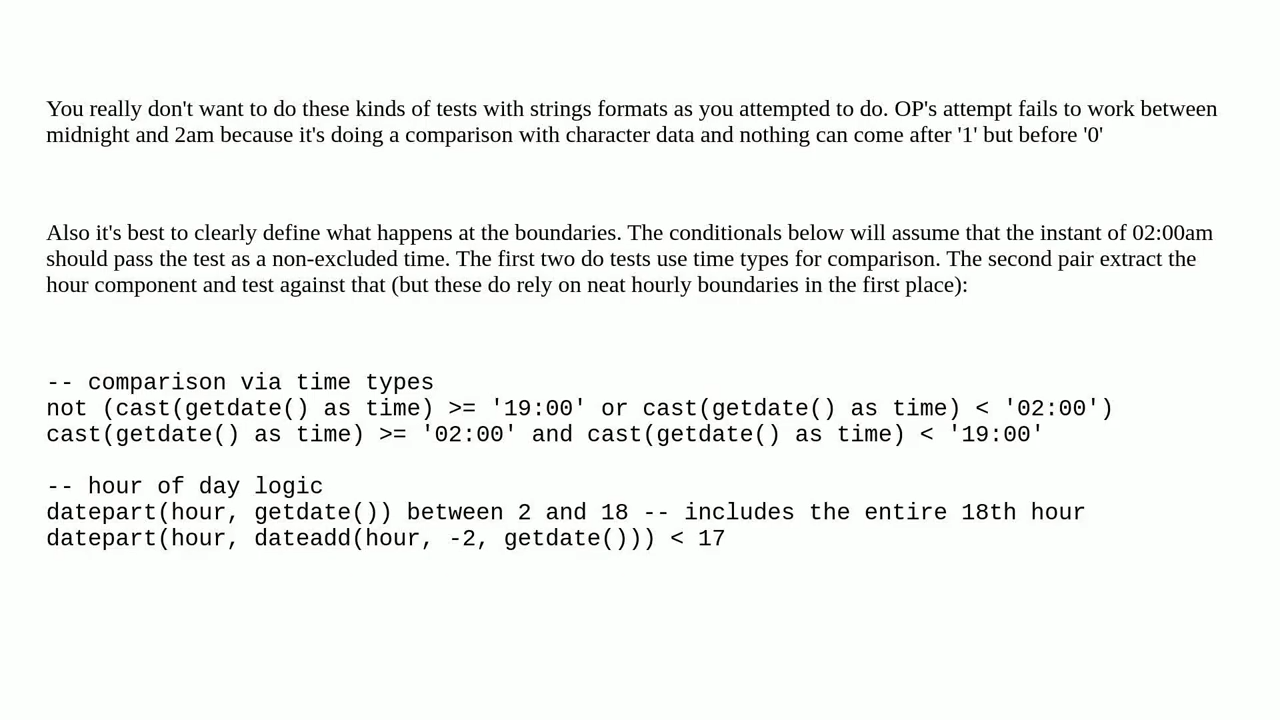 You really don't want to do these kinds of tests with strings formats as you attempted to do. OP's attempt fails to work between
midnight and 2am because it's doing a comparison with character data and nothing can come after '1' but before '0'
Also it's best to clearly define what happens at the boundaries. The conditionals below will assume that the instant of 02:00am
should pass the test as a non-excluded time. The first two do tests use time types for comparison. The second pair extract the
hour component and test against that (but these do rely on neat hourly boundaries in the first place):
-- comparison via time types
not (cast(getdate() as time) >= '19:00' or cast(getdate() as time) < '02:00')
cast(getdate() as time) >= '02:00' and cast(getdate() as time) < '19:00'
-- hour of day logic
datepart(hour, getdate()) between 2 and 18 -- includes the entire 18th hour
datepart(hour, dateadd(hour, -2, getdate())) < 17